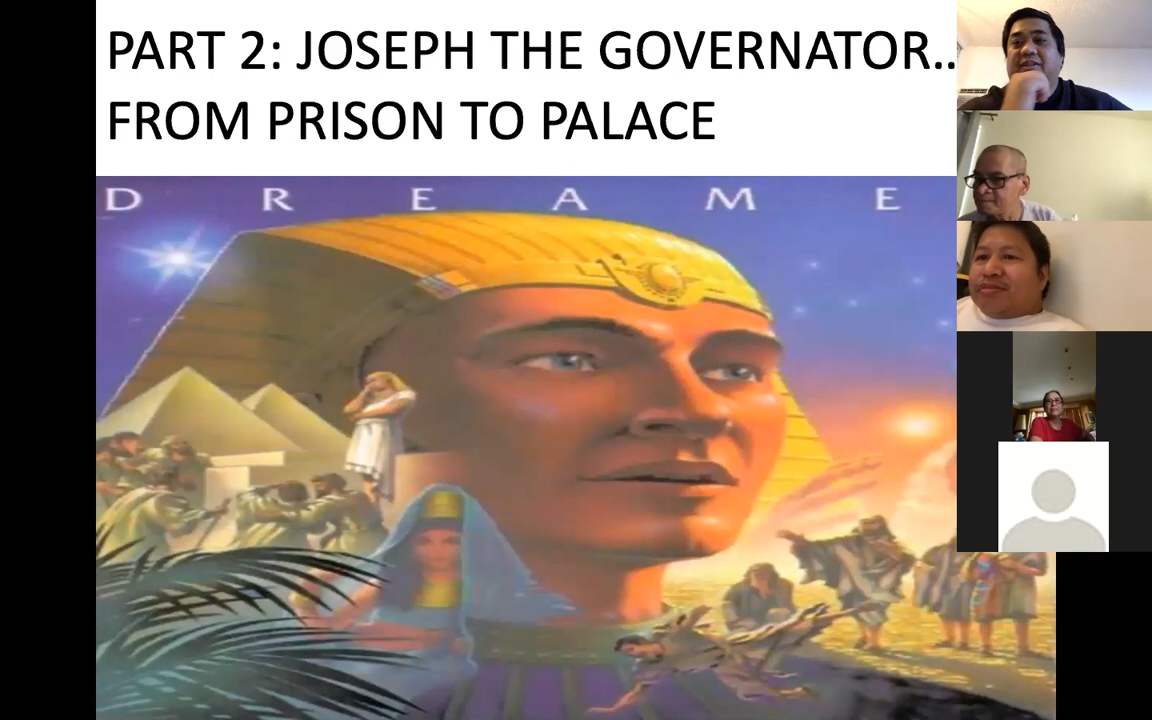 PART 2: JOSEPH THE GOVERNATOR..
FROM PRISON TO PALACE
D R E A M E